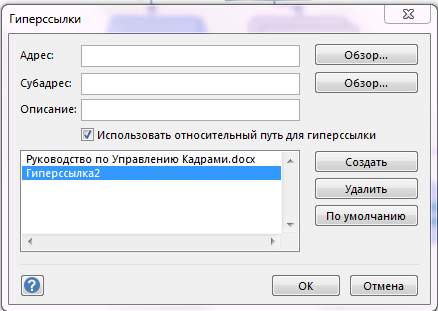 Гиперссылки
Адрес:
Обзор...
Субадрес:
Обзор...
Описание:
Использовать относительный путь для гиперссылки
Руководство по Управлению Кадрами.docx
Гиперссылка2
Создать
Удалить
По умолчанию
?
OK
Отмена